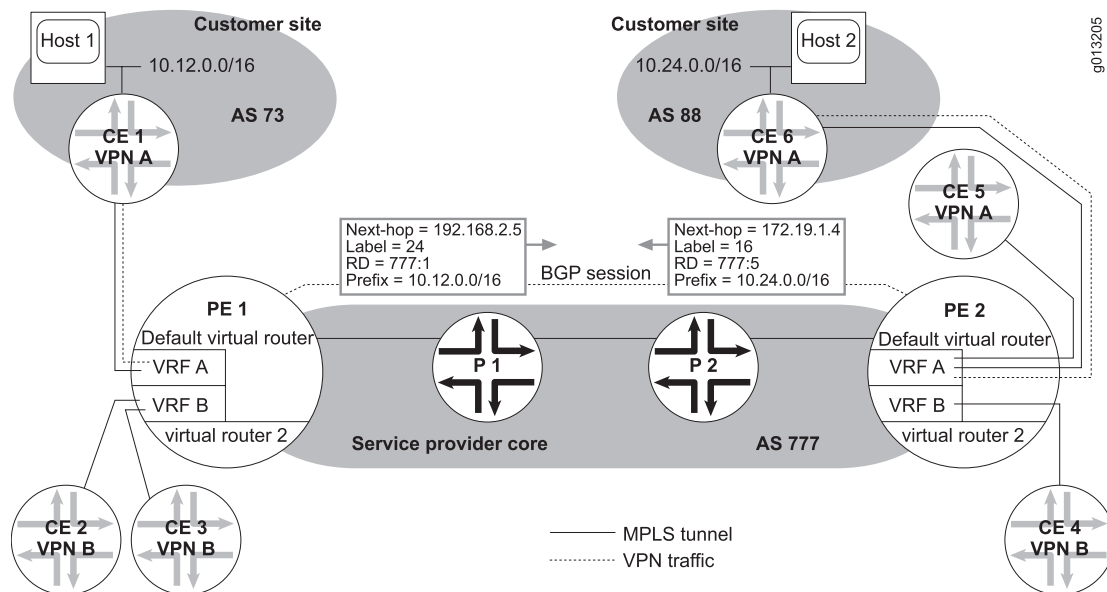 Customer site
Host 1
10.12.0.0/16
AS 73
CE 1
VPN A
Customer site
Host 2
10.24.0.0/16
AS 88
CE 6
VPN A
g013205
CE 5
VPN A
Next-hop = 192.168.2.5
Label = 24
RD = 777:1
Prefix = 10.12.0.0/16
Next-hop = 172.19.1.4
Label = 16
RD = 777:5
Prefix = 10.24.0.0/16
BGP session
PE 1
Default virtual router
VRF A
VRF B
virtual router 2
P 1
P 2
PE 2
Default virtual router
VRF A
VRF B
virtual router 2
Service provider core
AS 777
CE 2
VPN B
CE 3
VPN B
CE 4
VPN B
MPLS tunnel
VPN traffic